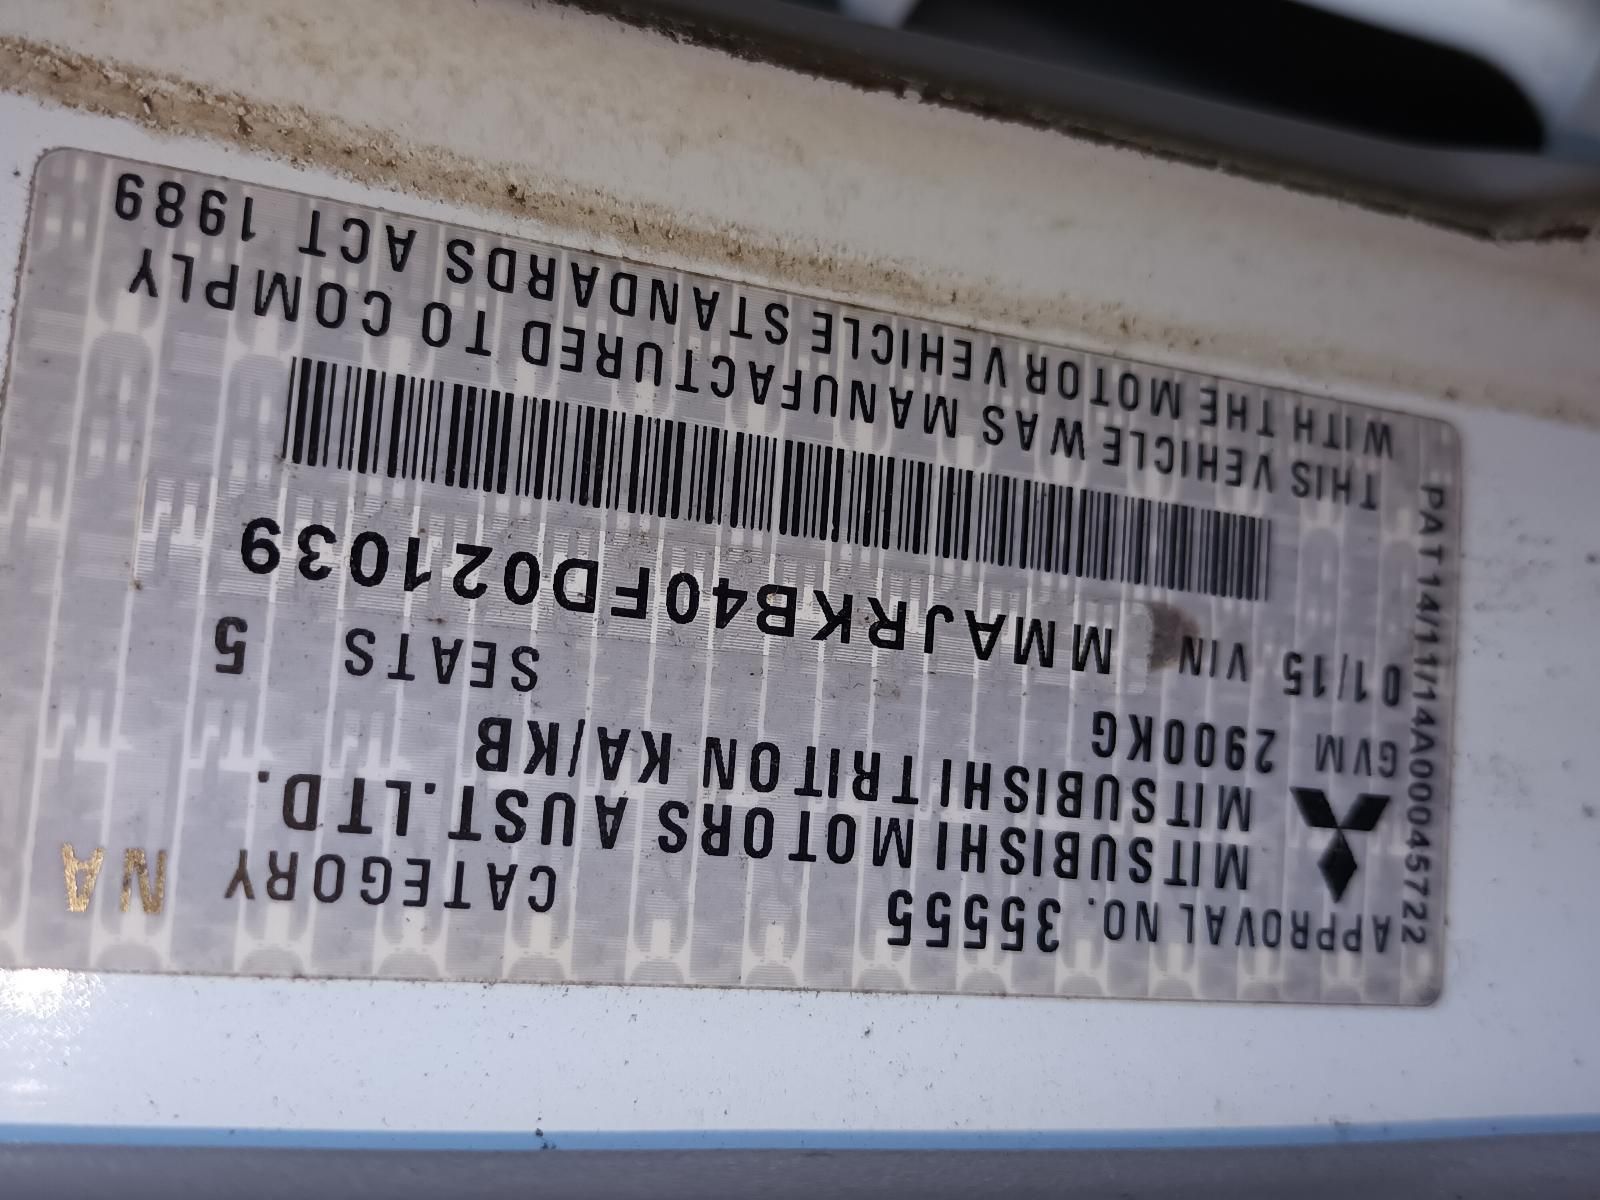 APPROVAL NO. 35555 CATEGORY NA
MITSUBISHI MOTORS AUST.LTD.
MITSUBISHI TRITON KA/KB
GVM 2900KG SEATS 5
01/15 VIN MMAJRKB40FD021039
THIS VEHICLE WAS MANUFACTURED TO COMPLY
WITH THE MOTOR VEHICLE STANDARDS ACT 1989
PAT14/11/14A00045722